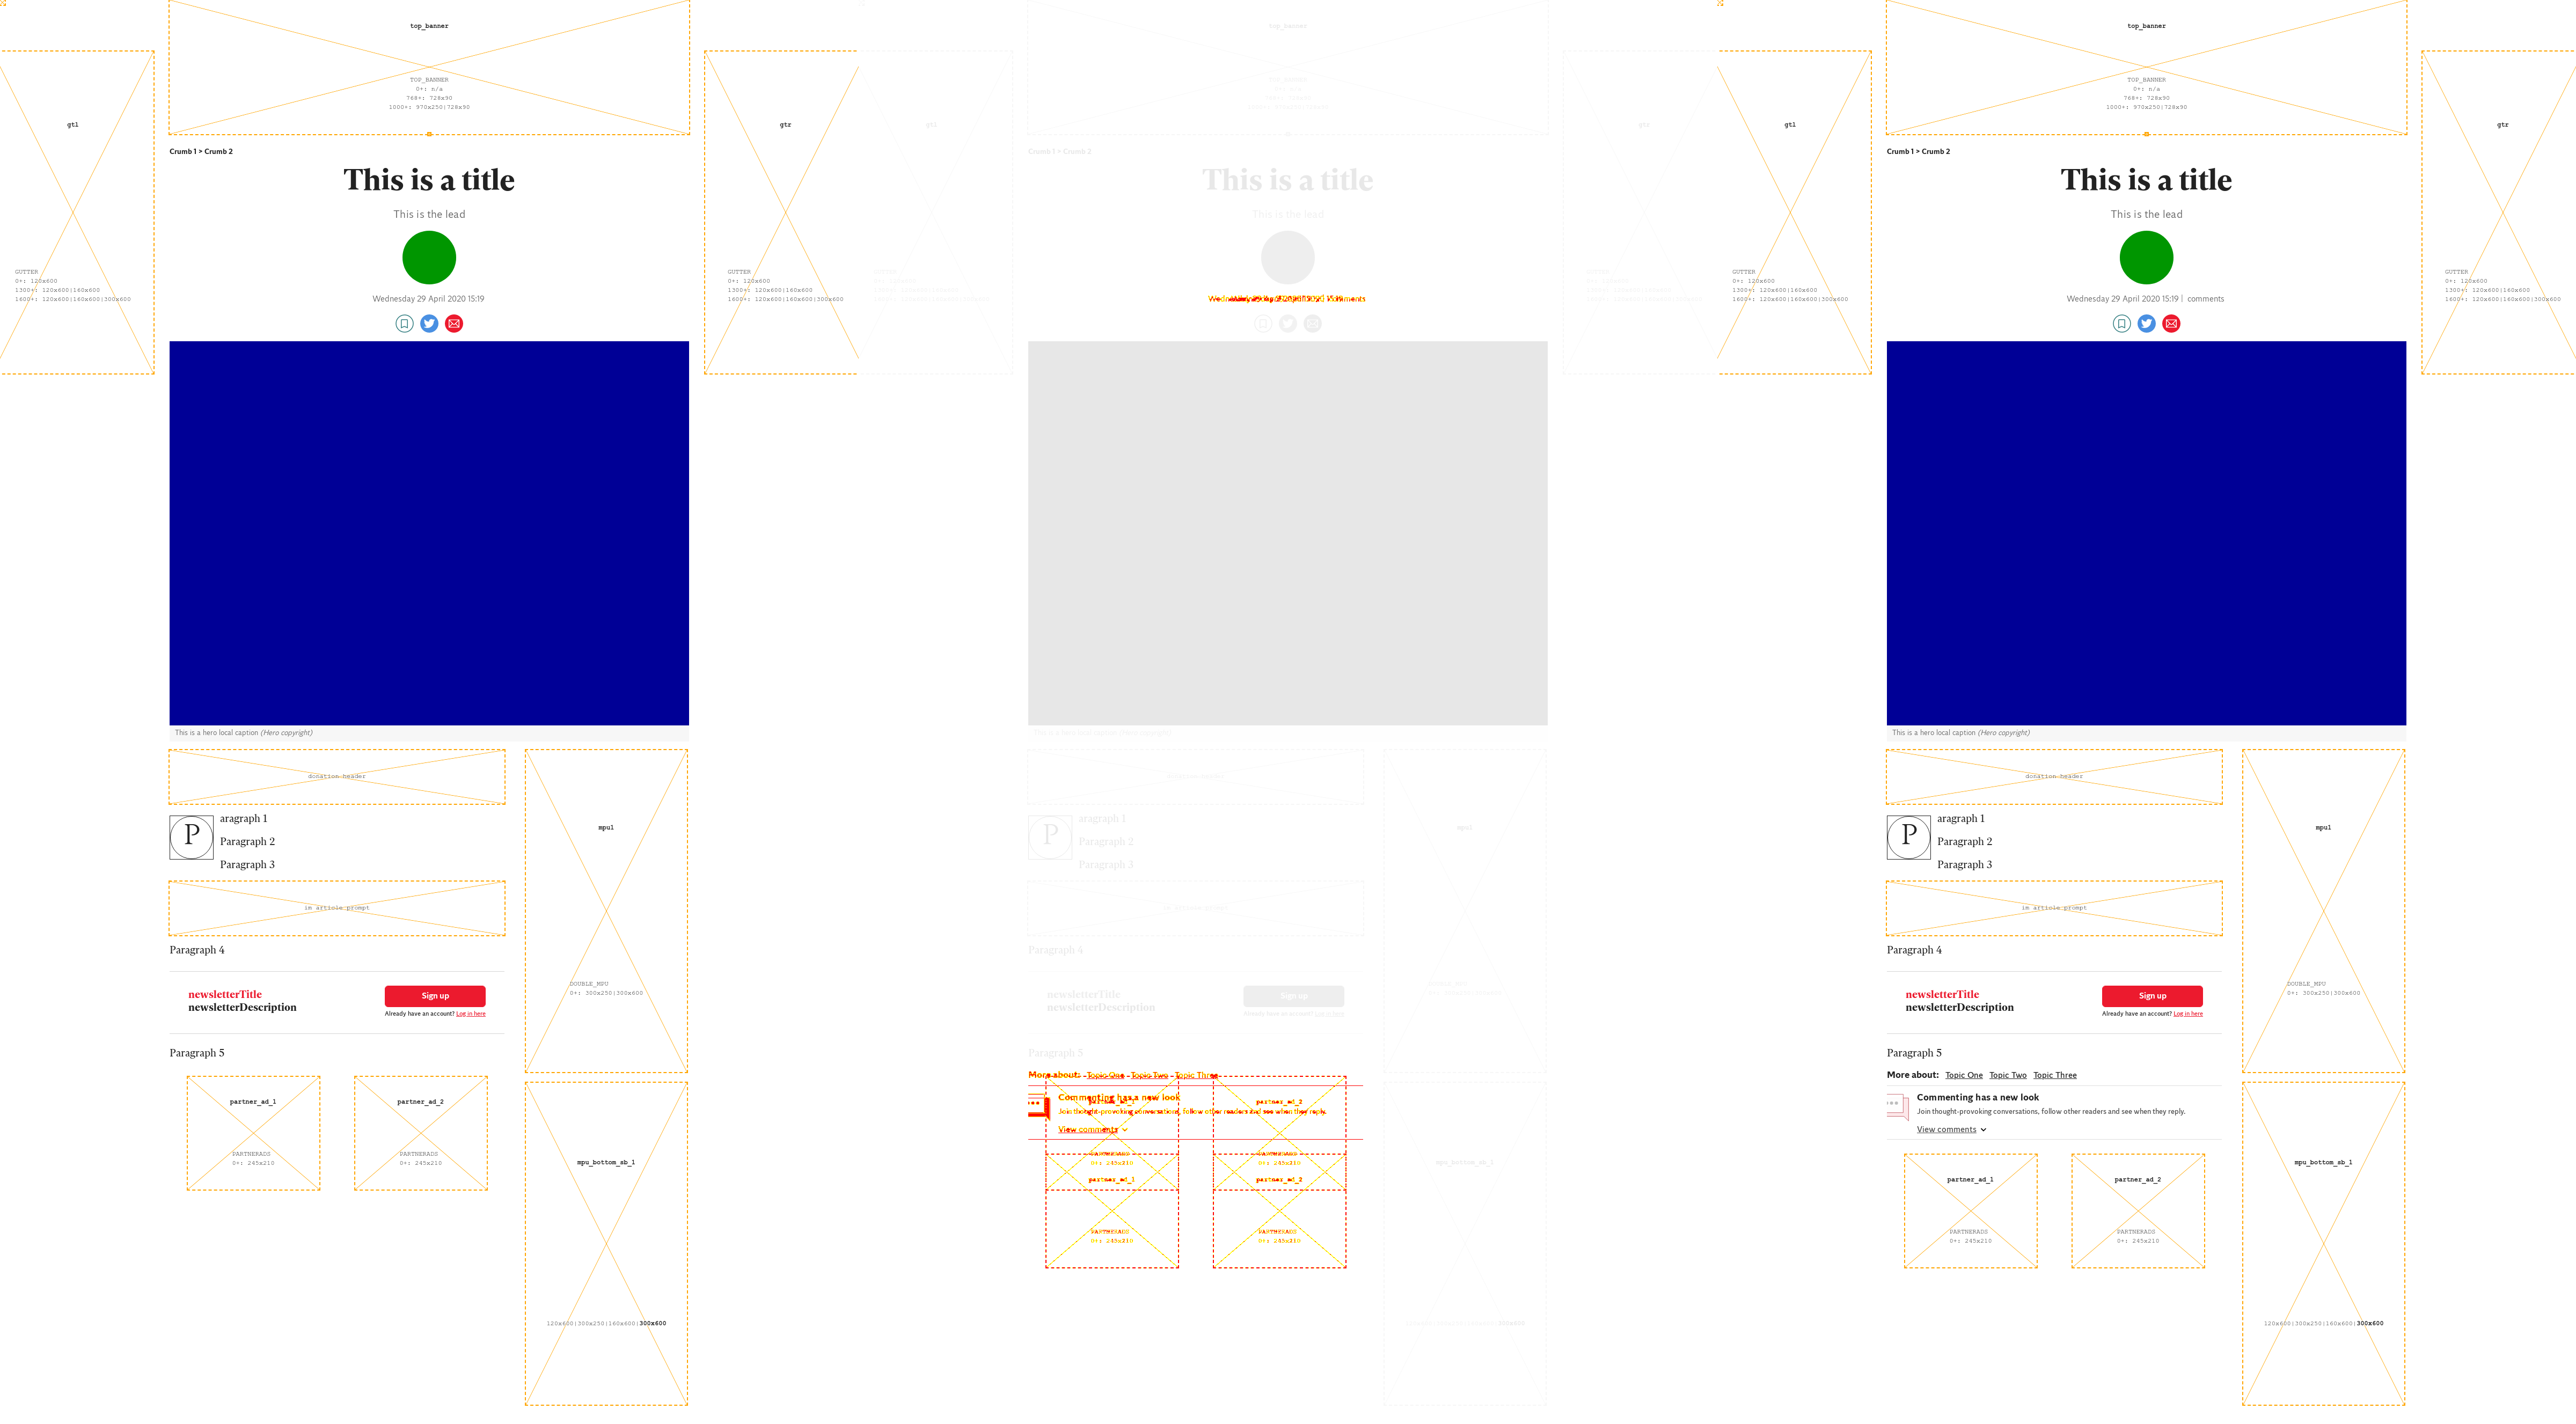 top_banner
TOP_BANNER
0+: n/a
768+: 728x90
1000+: 970x250|728x90
gtl
GUTTER
0+: 120x600
1300+: 120x600|160x600
1600+: 120x600|160x600|300x600
gtr
GUTTER
0+: 120x600
1300+: 120x600|160x600
1600+: 120x600|160x600|300x600
Crumb 1 > Crumb 2
This is a title
This is the lead
Wednesday 29 April 2020 15:19
This is a hero local caption (Hero copyright)
donation header
P
aragraph 1
Paragraph 2
Paragraph 3
im article prompt
Paragraph 4
newsletterTitle
newsletterDescription
Sign up
Already have an account? Log in here
Paragraph 5
partner_ad_1
PARTNERADS
0+: 245x210
partner_ad_2
PARTNERADS
0+: 245x210
mpu1
DOUBLE_MPU
0+: 300x250|300x600
mpu_bottom_ab_1
120x600|300x250|160x600|300x600
top_banner
gtl
gtr
Crumb 1 > Crumb 2
This is a title
This is the lead
This is a hero local caption (Hero copyright)
P
aragraph 1
Paragraph 2
Paragraph 3
Paragraph 4
newsletterTitle
newsletterDescription
Sign up
Already have an account? Log in here
Paragraph 5
More about: Topic One Topic Two Topic Three
Commenting has a new look
Join thought-provoking conversations, follow other readers and see when they reply.
View comments
partner_ad_1
partner_ad_2
PARTNERADS
0+: 245x210
PARTNERADS
0+: 245x210
partner_ad_1
partner_ad_2
PARTNERADS
0+: 245x210
PARTNERADS
0+: 245x210
mpu1
mpu_bottom_ab_1
top_banner
TOP_BANNER
0+: n/a
768+: 728x90
1000+: 970x250|728x90
gtl
GUTTER
0+: 120x600
1300+: 120x600|160x600
1600+: 120x600|160x600|300x600
gtr
GUTTER
0+: 120x600
1300+: 120x600|160x600
1600+: 120x600|160x600|300x600
Crumb 1 > Crumb 2
This is a title
This is the lead
Wednesday 29 April 2020 15:19 | comments
This is a hero local caption (Hero copyright)
donation header
P
aragraph 1
Paragraph 2
Paragraph 3
im article prompt
Paragraph 4
newsletterTitle
newsletterDescription
Sign up
Already have an account? Log in here
Paragraph 5
More about: Topic One Topic Two Topic Three
Commenting has a new look
Join thought-provoking conversations, follow other readers and see when they reply.
View comments
partner_ad_1
PARTNERADS
0+: 245x210
partner_ad_2
PARTNERADS
0+: 245x210
mpu1
DOUBLE_MPU
0+: 300x250|300x600
mpu_bottom_ab_1
120x600|300x250|160x600|300x600